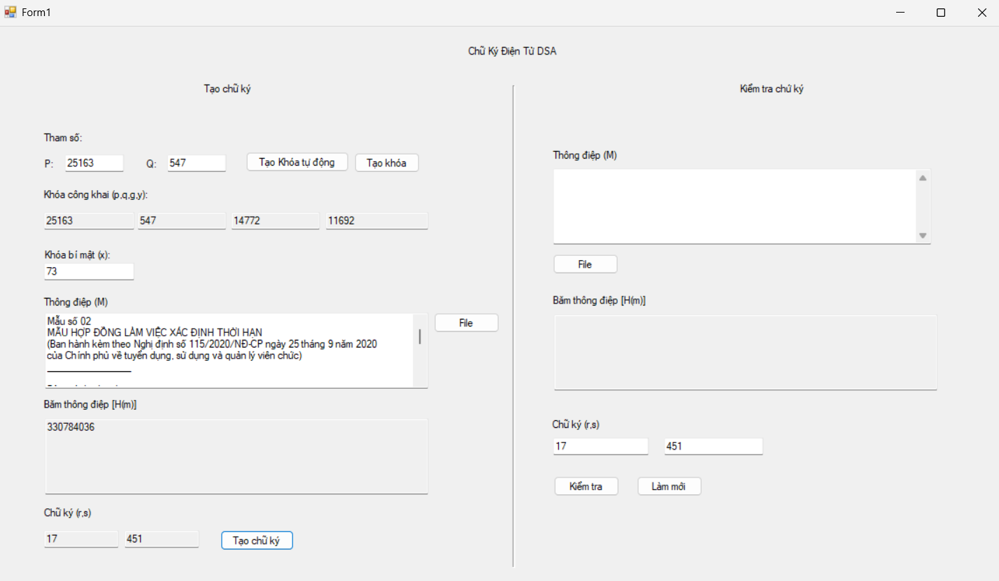 Form1
Chữ Ký Điện Tử DSA
Tạo chữ ký
Tham số:
P: 25163 Q: 547 Tạo Khóa tự động Tạo khóa
Khóa công khai (p,q,g,y):
25163 547 14772 11692
Khóa bí mật (x):
73
Thông điệp (M)
Mẫu số 02
MẪU HỢP ĐỒNG LÀM VIỆC XÁC ĐỊNH THỜI HẠN
(Ban hành kèm theo Nghị định số 115/2020/NĐ-CP ngày 25 tháng 9 năm 2020
của Chính phủ về tuyển dụng, sử dụng và quản lý viên chức)
File
Băm thông điệp [H(m)]
330784036
Chữ ký (r,s)
17 451 Tạo chữ ký
Kiểm tra chứ ký
Thông điệp (M)
File
Băm thông điệp [H(m)]
Chữ ký (r,s)
17 451
Kiểm tra Làm mới